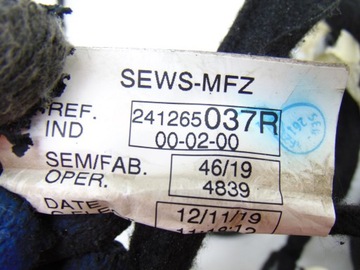 SEWS-MFZ
REF. 241265037R
IND 00-02-00
SEM/FAB. 46/19
OPER. 4839
DATE 12/11/19